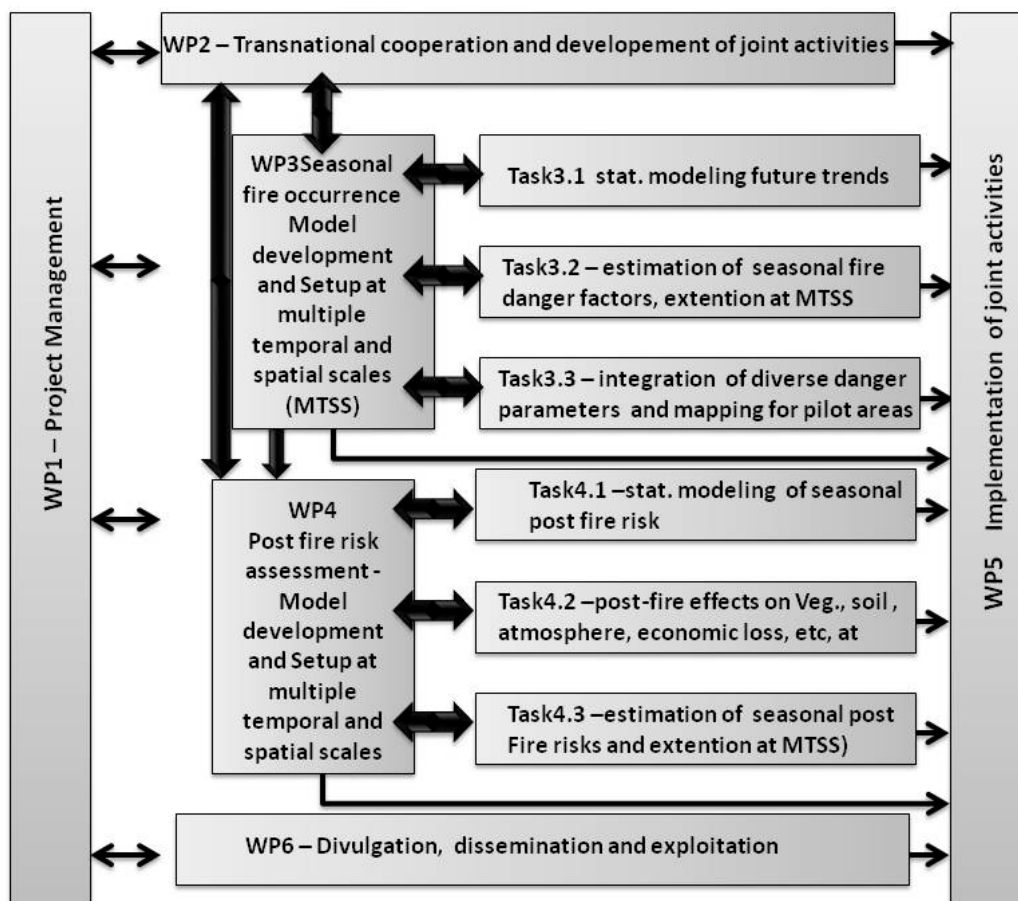 WP1 – Project Management
WP2 – Transnational cooperation and developement of joint activities
WP3Seasonal
fire occurrence
Model
development
and Setup at
multiple
temporal and
spatial scales
(MTSS)
Task3.1 stat. modeling future trends
Task3.2 – estimation of seasonal fire
danger factors, extention at MTSS
Task3.3 – integration of diverse danger
parameters and mapping for pilot areas
WP4
Post fire risk
assessment -
Model
development
and Setup at
multiple
temporal and
spatial scales
Task4.1 –stat. modeling of seasonal
post fire risk
Task4.2 –post-fire effects on Veg., soil ,
atmosphere, economic loss, etc, at
Task4.3 –estimation of seasonal post
Fire risks and extention at MTSS)
WP6 – Divulgation, dissemination and exploitation
WP5 Implementation of joint activities